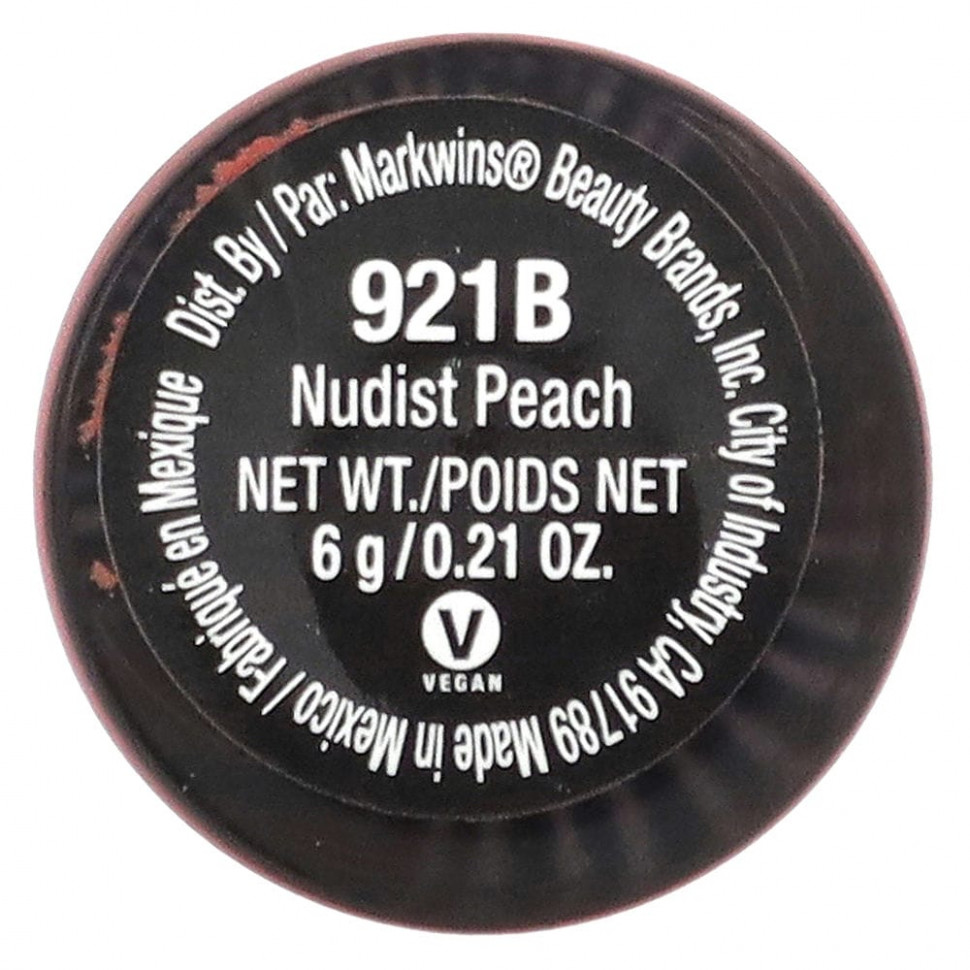 Dist. By / Par: Markwins® Beauty Brands, Inc. City of Industry, CA 91789 Made in Mexico / Fabriqué en Mexique
921B
Nudist Peach
NET WT./POIDS NET
6 g/0.21 OZ.
V
VEGAN